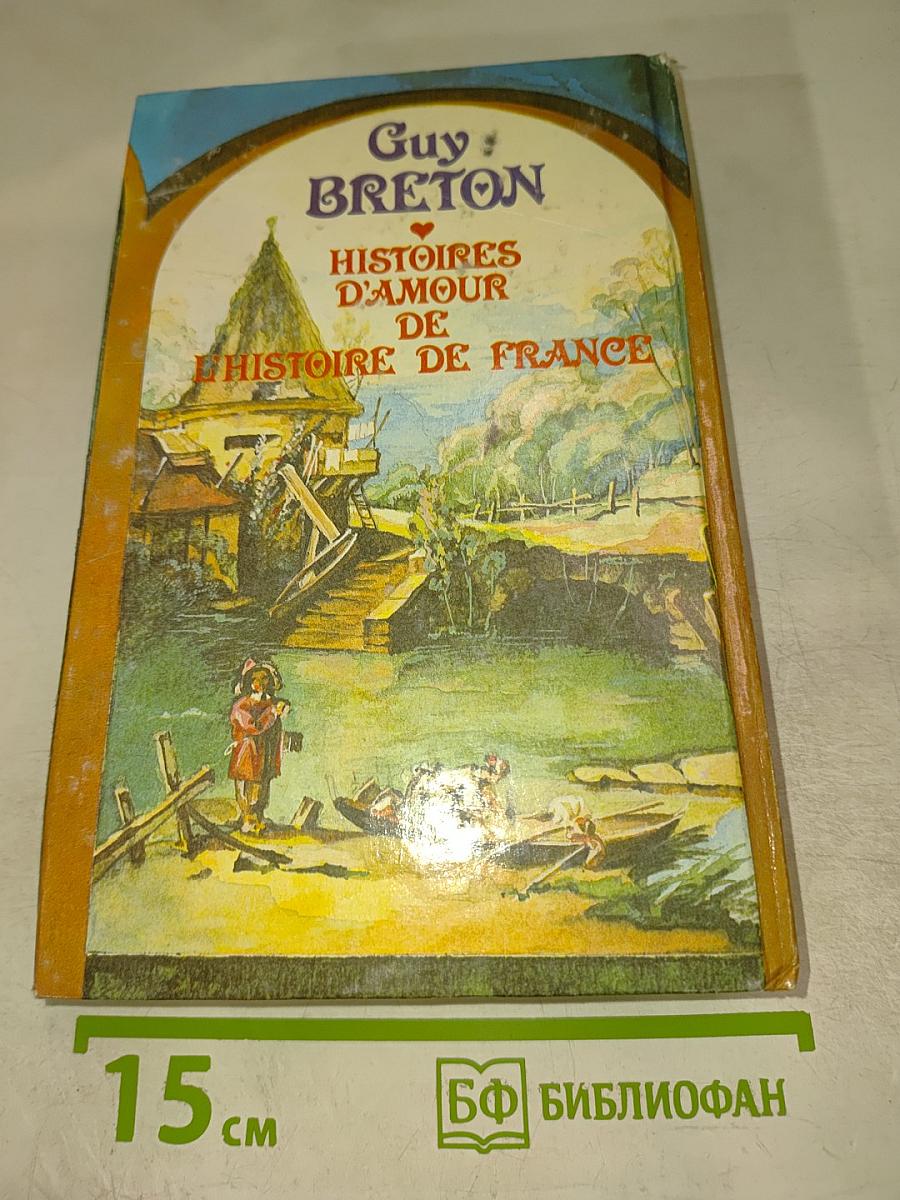 Guy
BRETON
HISTOIRES
D'AMOUR
DE
L'HISTOIRE DE FRANCE
15 см
БФ БИБЛИОФАН